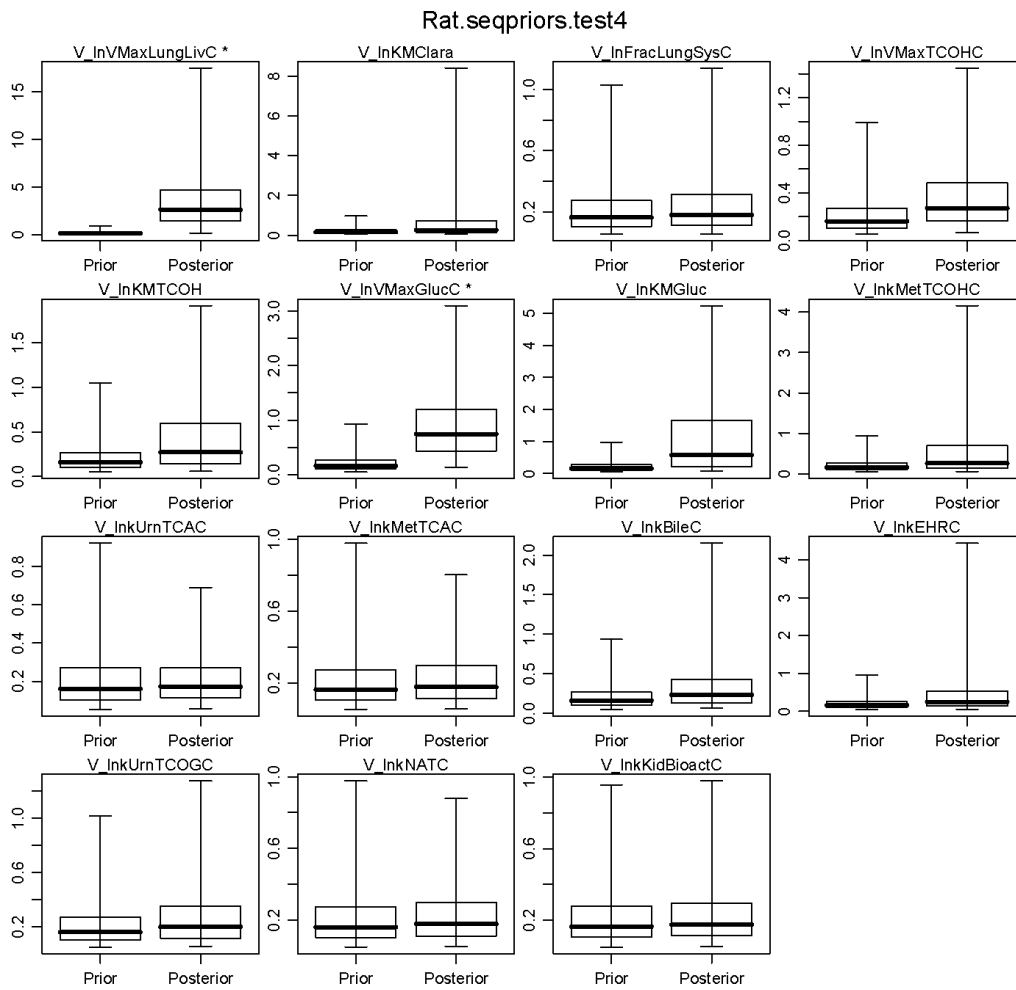 Rat.seqpriors.test4
V_lnVMaxLungLivC *
15
10
5
0
Prior Posterior
V_lnKMClara
8
6
4
2
0
Prior Posterior
V_lnFracLungSysC
1.0
0.6
0.2
Prior Posterior
V_lnVMaxTCOHC
1.2
0.8
0.4
0.0
Prior Posterior
V_lnKMTCOH
1.5
1.0
0.5
0.0
Prior Posterior
V_lnVMaxGlucC *
3.0
2.0
1.0
0.0
Prior Posterior
V_lnKMGluc
5
4
3
2
1
0
Prior Posterior
V_lnkMetTCOHC
4
3
2
1
0
Prior Posterior
V_lnkUrnTCAC
0.8
0.6
0.4
0.2
Prior Posterior
V_lnkMetTCAC
1.0
0.6
0.2
Prior Posterior
V_lnkBileC
2.0
1.0
0.5
0.0
Prior Posterior
V_lnkEHRC
4
3
2
1
0
Prior Posterior
V_lnkUrnTCOGC
1.0
0.6
0.2
Prior Posterior
V_lnkNATC
1.0
0.6
0.2
Prior Posterior
V_lnkKidBioactC
1.0
0.6
0.2
Prior Posterior